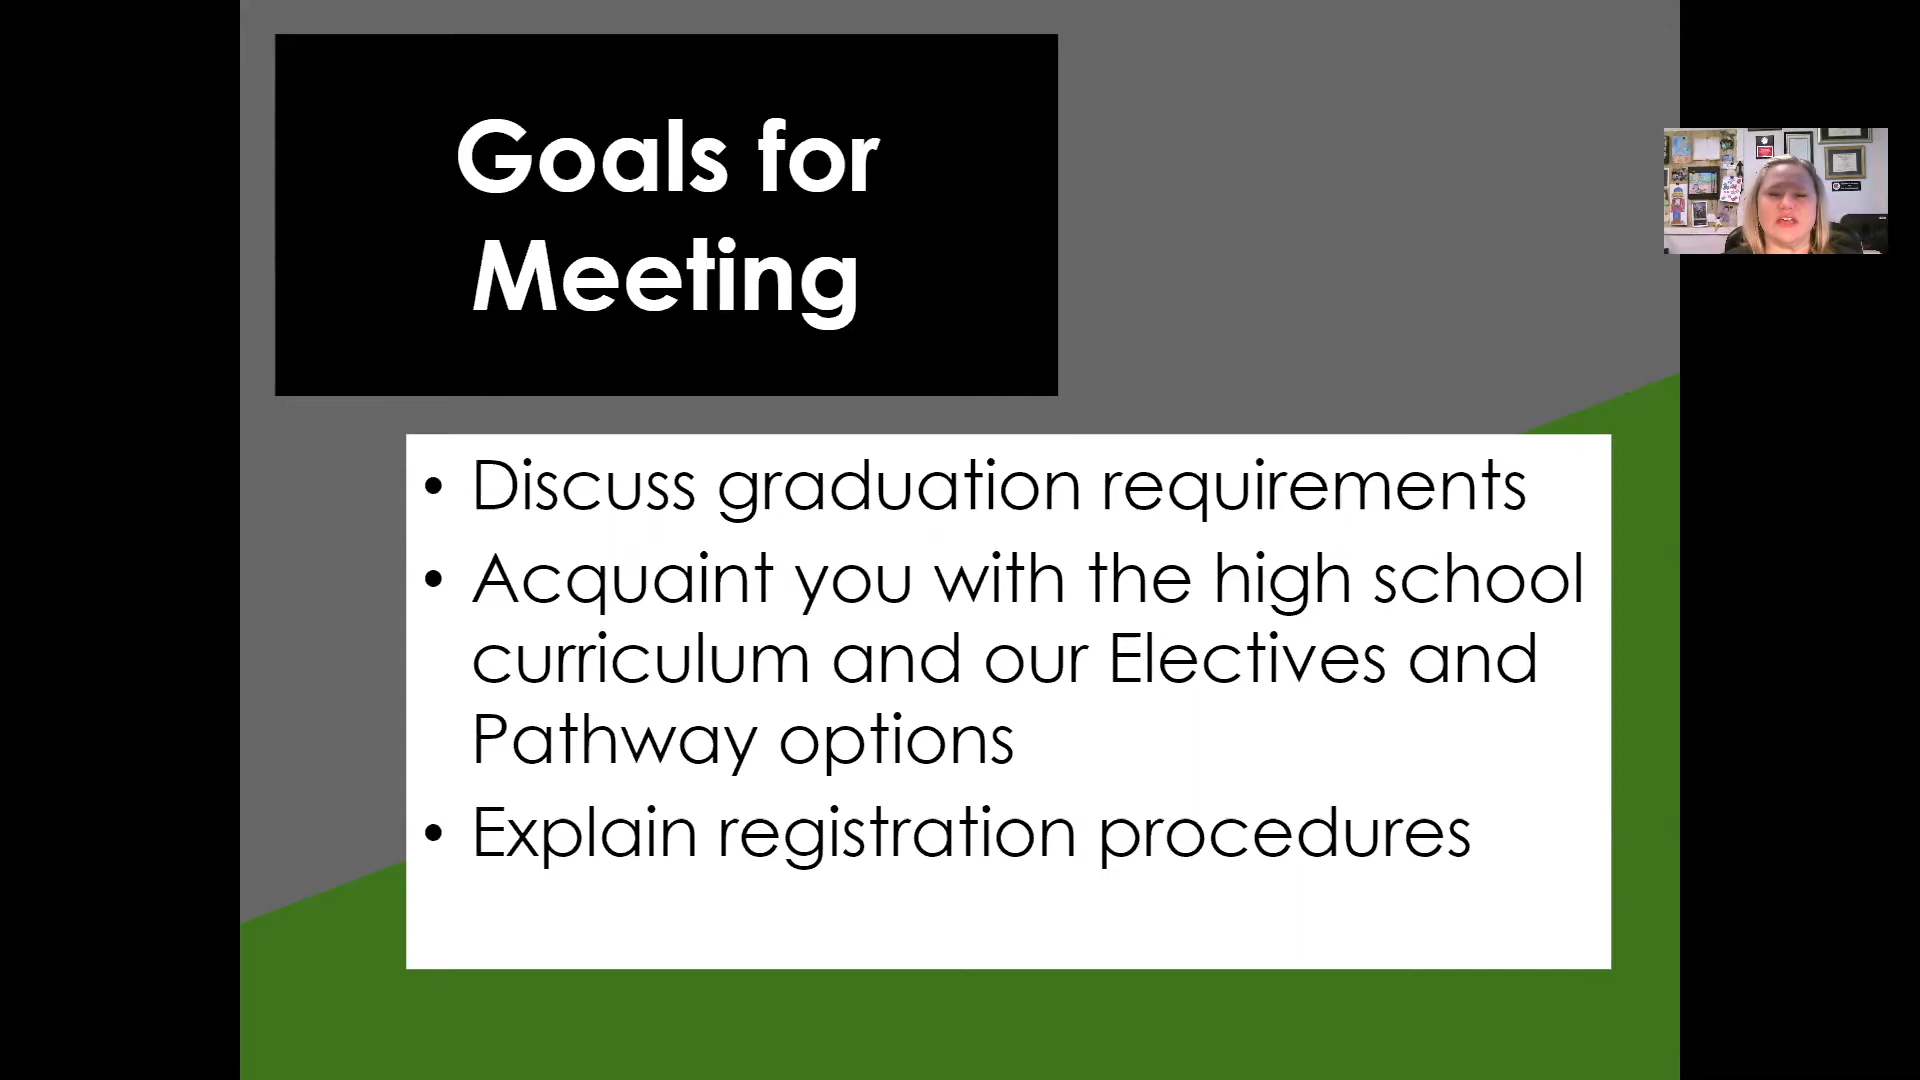 Goals for
Meeting
• Discuss graduation requirements
• Acquaint you with the high school
curriculum and our Electives and
Pathway options
• Explain registration procedures